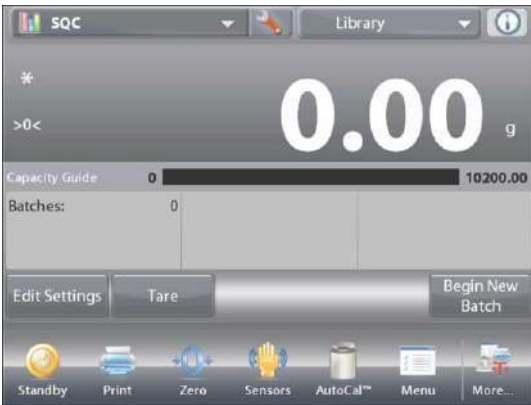 SQC Library
*
>0<
0.00 g
Capacity Guide 0 10200.00
Batches: 0
Edit Settings Tare Begin New
Batch
Standby Print Zero Sensors AutoCal™ Menu More...